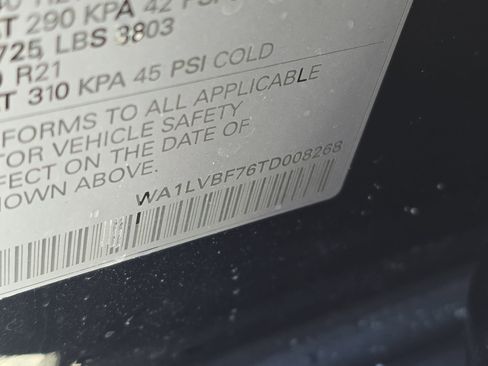 T 290 KPA 42 PSI
725, LBS 3803
R21
T 310 KPA 45 PSI COLD
FORMS TO ALL APPLICABLE
TOR VEHICLE SAFETY
FECT ON THE DATE OF
HOWN ABOVE.
WA1LVBF76TD008268